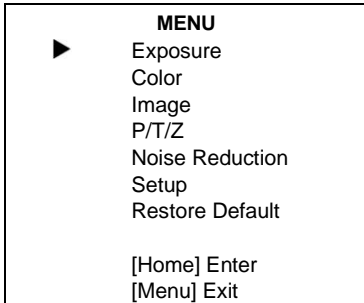 MENU
Exposure
Color
Image
P/T/Z
Noise Reduction
Setup
Restore Default
[Home] Enter
[Menu] Exit